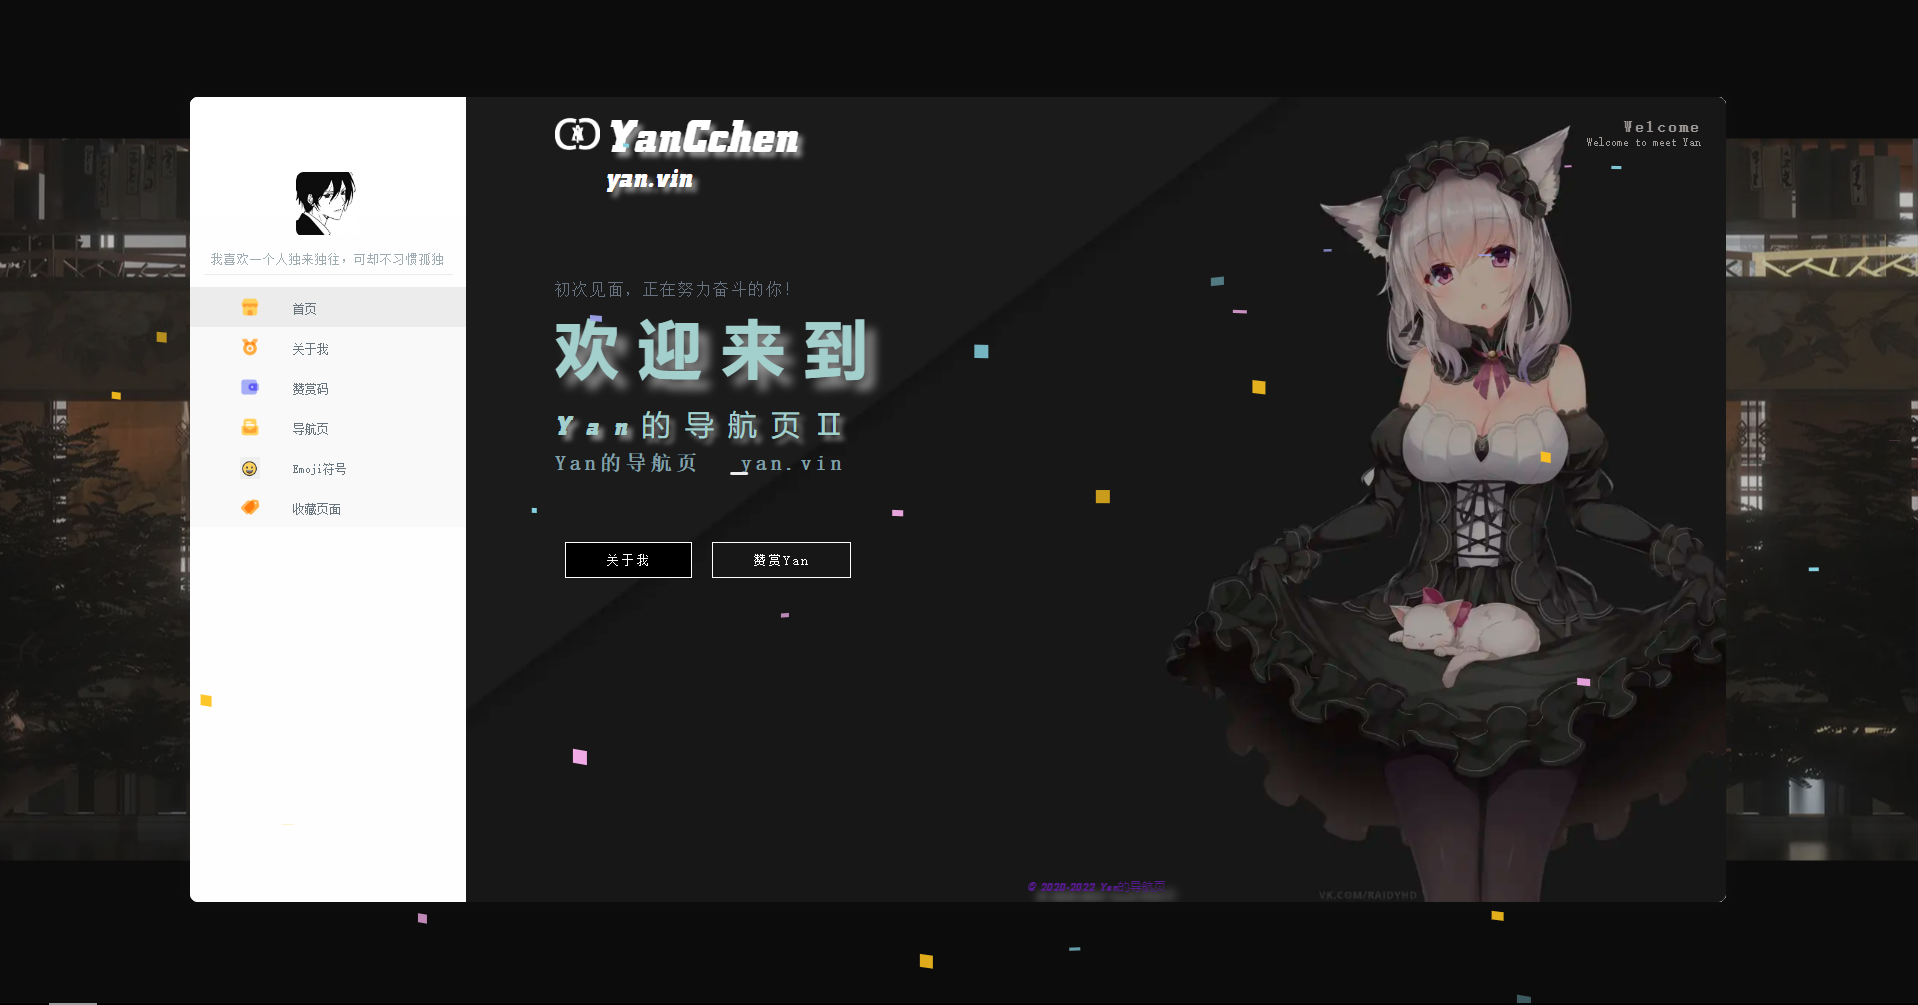 我喜欢一个人独来独往，可却不习惯孤独
首页
关于我
赞赏码
导航页
Emoji符号
收藏页面
YanCchen
yan.vin
Welcome
Welcome to meet Yan
初次见面，正在努力奋斗的你！
欢迎来到
Yan的导航页 II
Yan的导航页 yan.vin
关于我
赞赏Yan
© 2020-2022 Yan的导航页
VK.COM/RAIDYHD